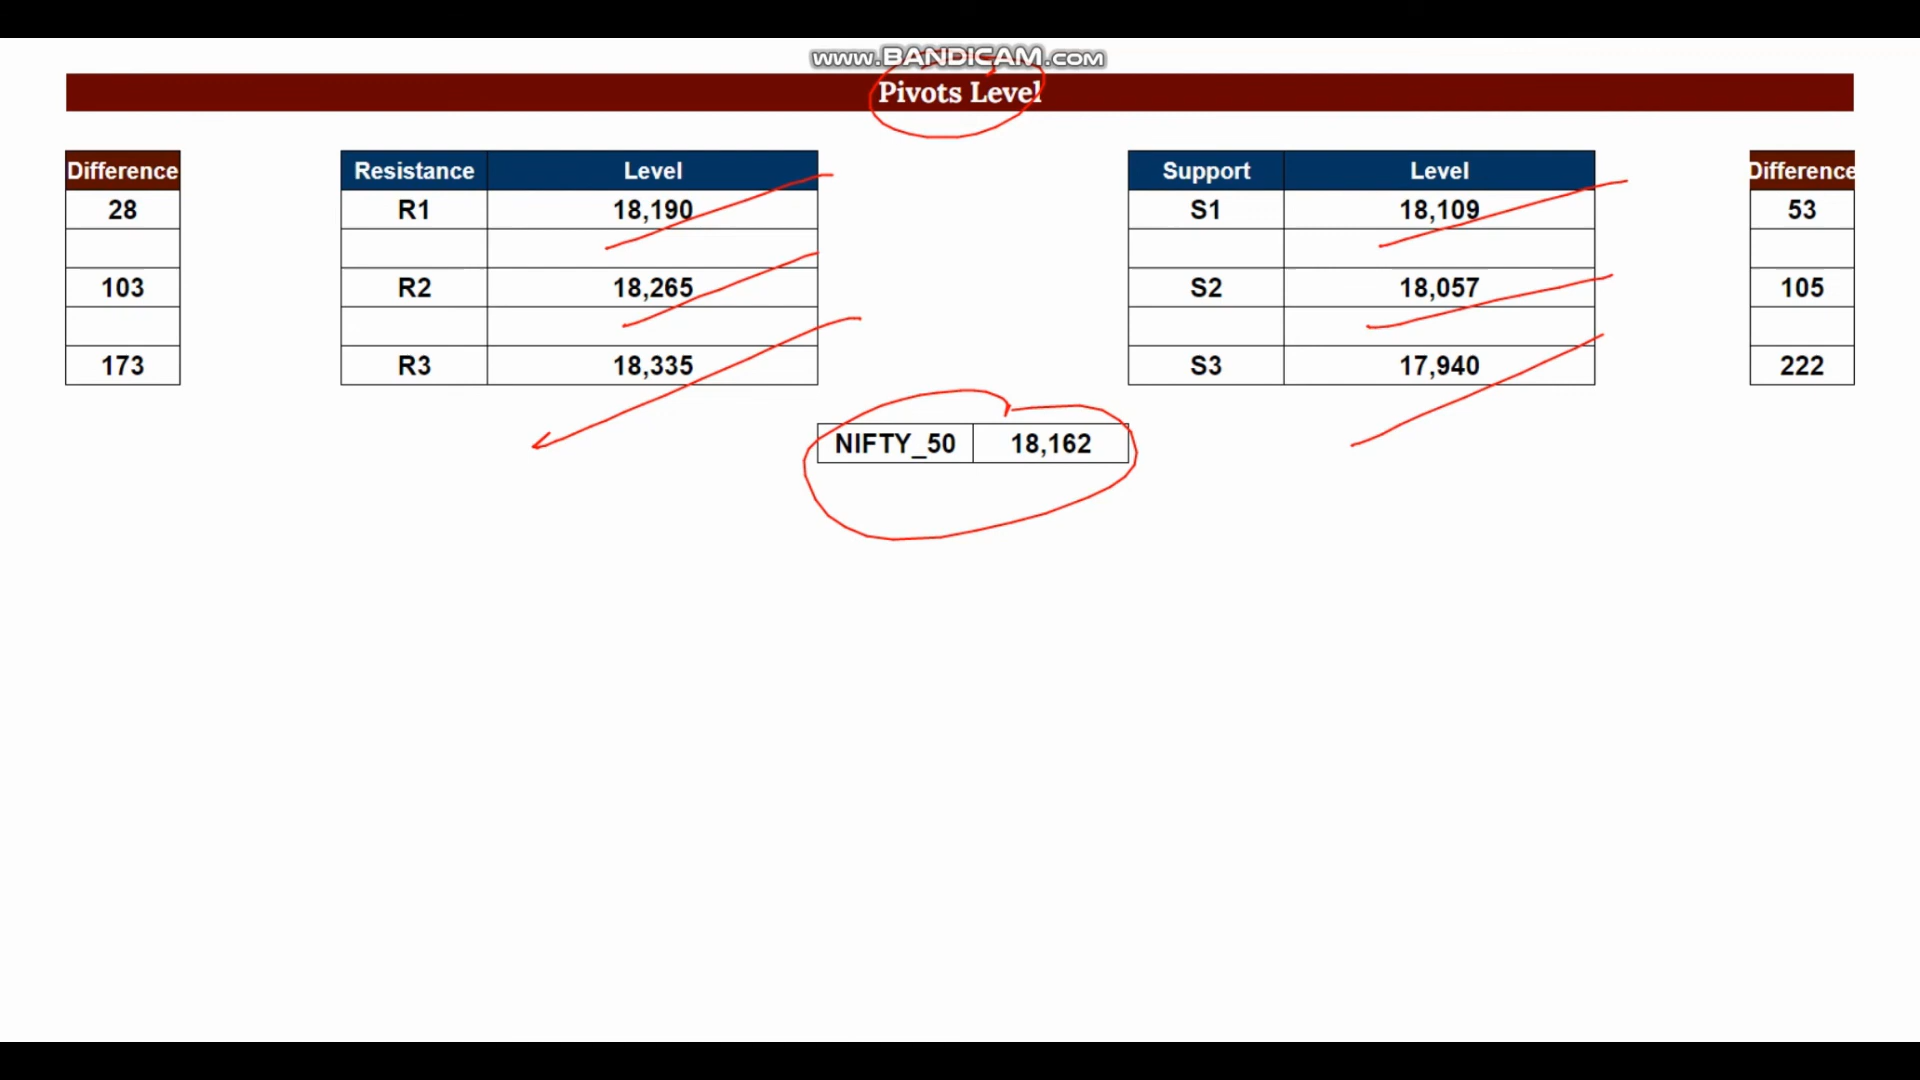 www.BANDICAM.com
Pivots Level
Difference Resistance Level Support Level Difference
28 R1 18,190 S1 18,109 53
103 R2 18,265 S2 18,057 105
173 R3 18,335 S3 17,940 222
NIFTY_50 18,162